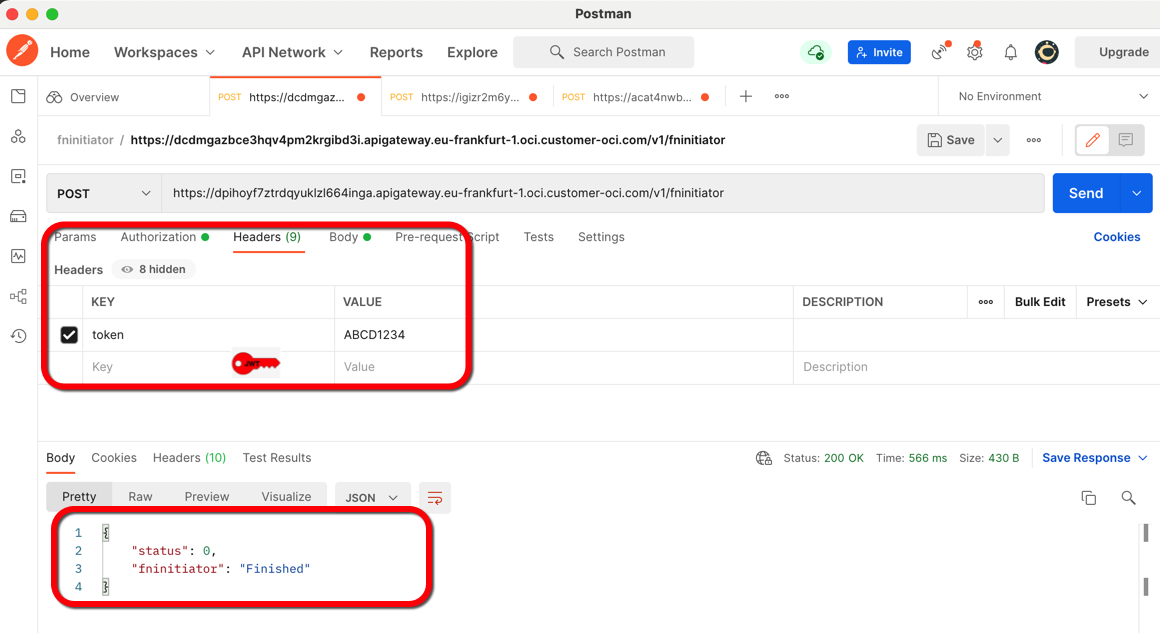 Postman
Home Workspaces API Network Reports Explore Search Postman Invite Upgrade
Overview POST https://dcdmgaz... POST https://igizr2m6y... POST https://acat4nwb... No Environment
fninitiator / https://dcdmgazbce3hqv4pm2krgibd3i.apigateway.eu-frankfurt-1.oci.customer-oci.com/v1/fninitiator Save
POST https://dpihoyf7ztrdqyuklzl664inga.apigateway.eu-frankfurt-1.oci.customer-oci.com/v1/fninitiator Send
Params Authorization Headers (9) Body Pre-request Script Tests Settings Cookies
Headers 8 hidden
KEY VALUE DESCRIPTION Bulk Edit Presets
token ABCD1234
Key Value Description
Body Cookies Headers (10) Test Results Status: 200 OK Time: 566 ms Size: 430 B Save Response
Pretty Raw Preview Visualize JSON
1 {
2 "status": 0,
3 "fninitiator": "Finished"
4 }